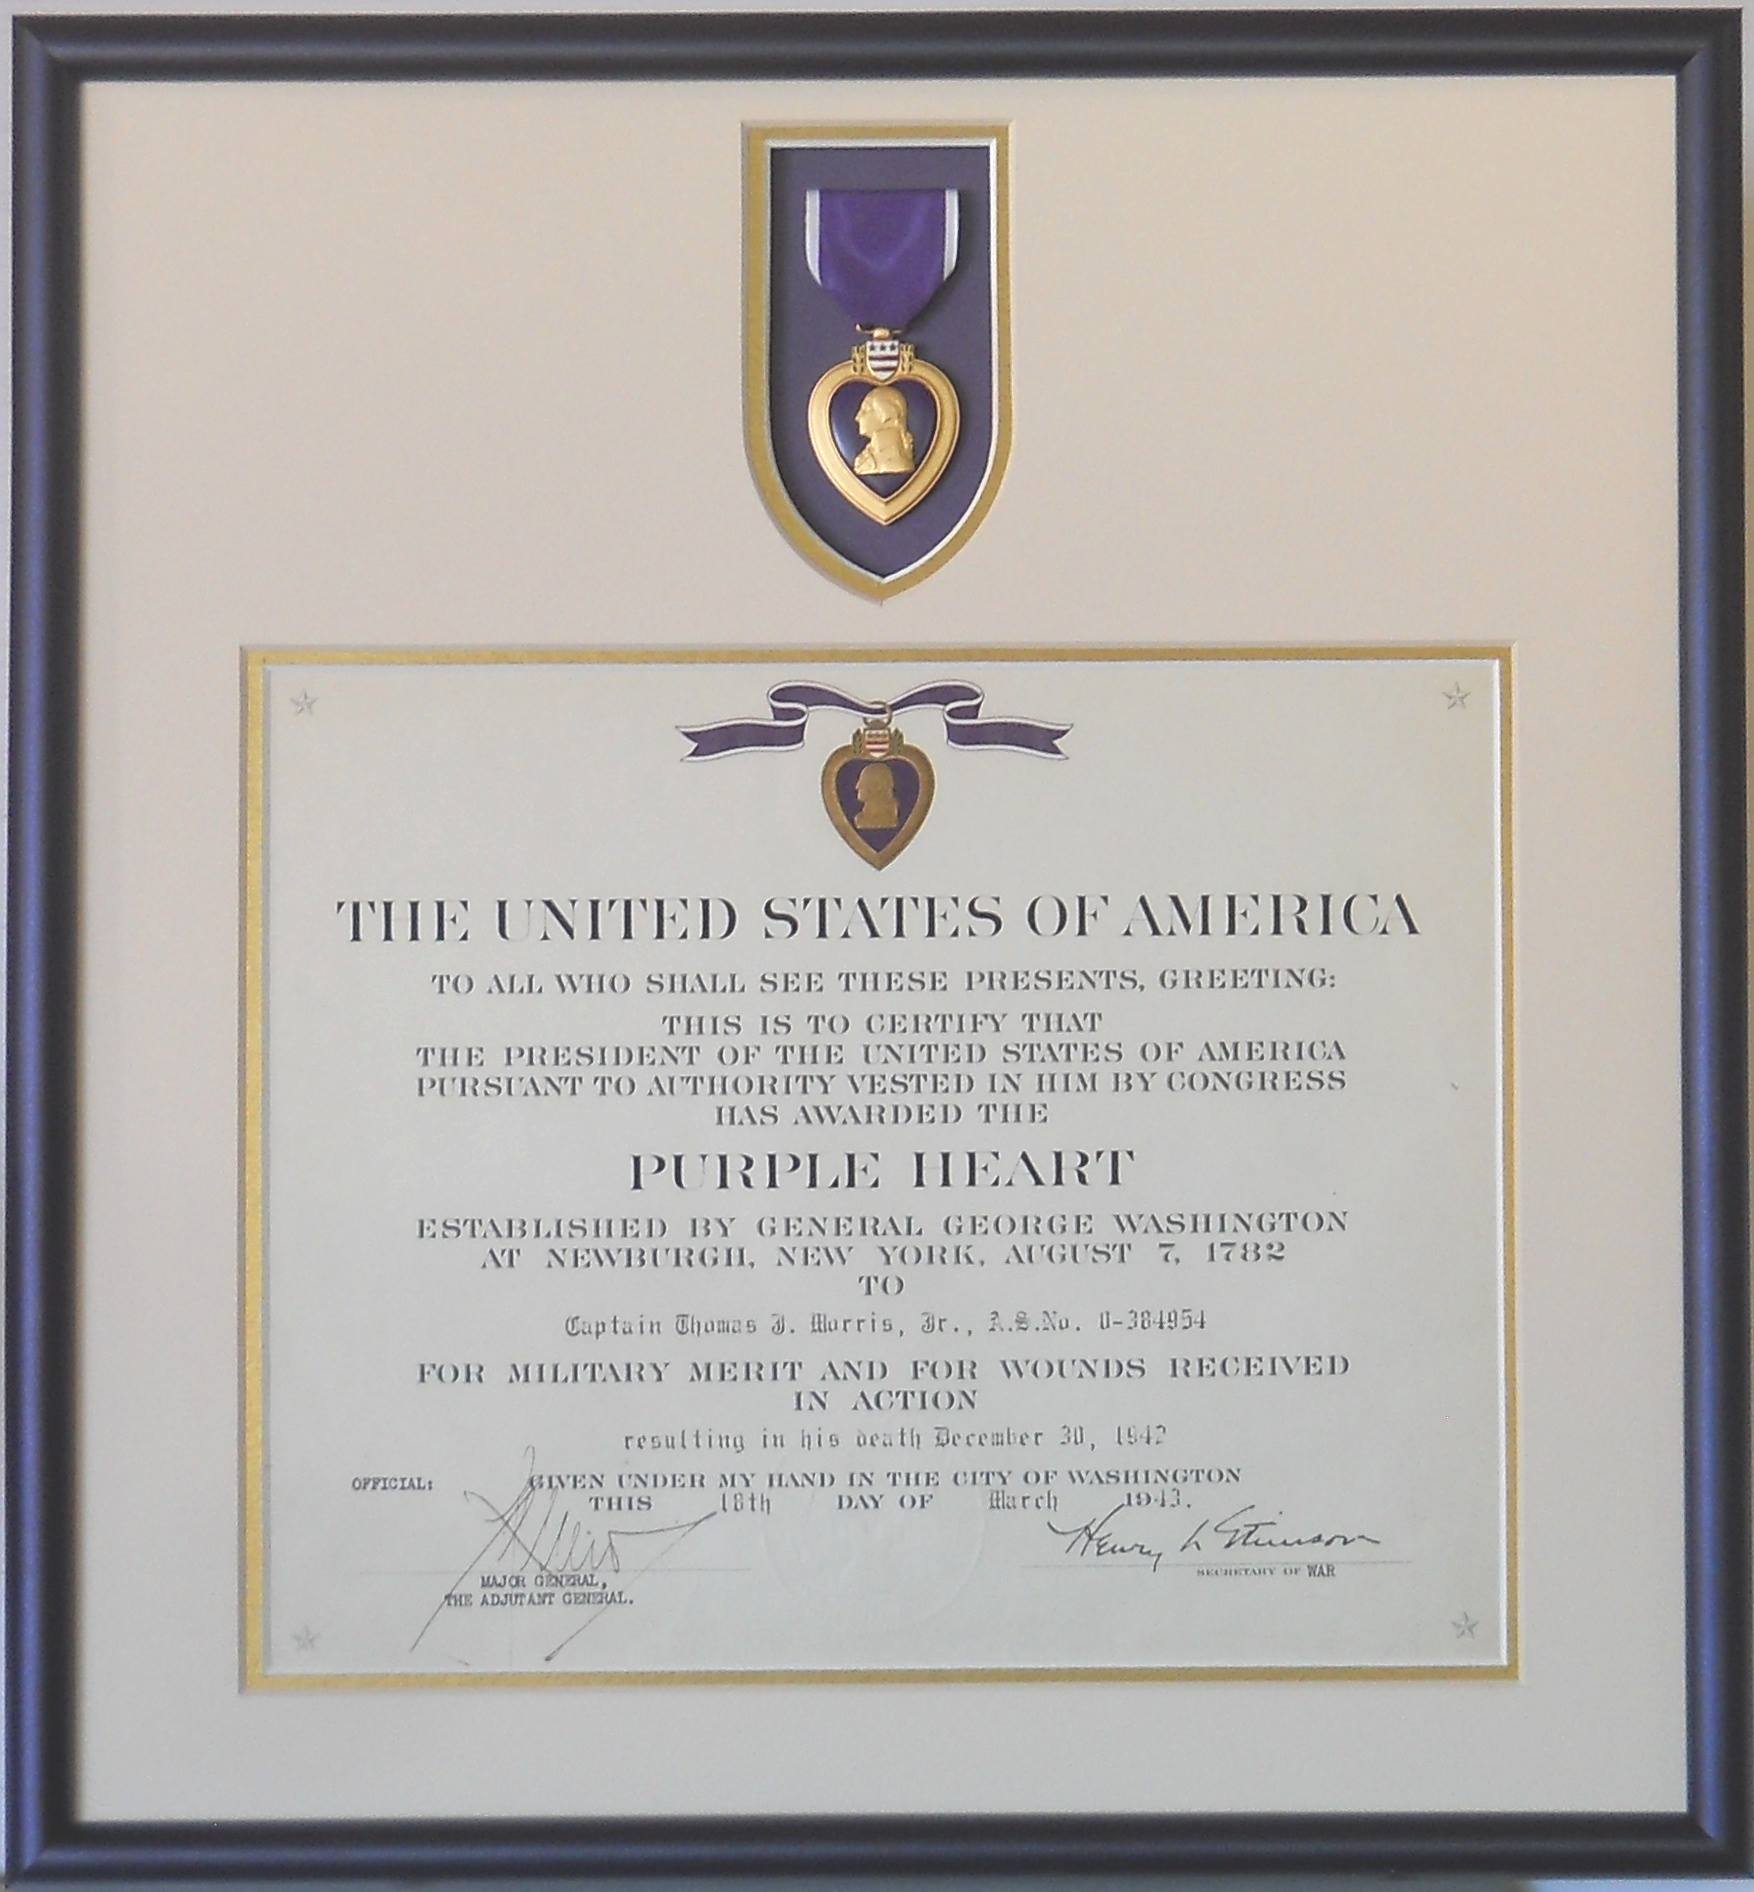 THE UNITED STATES OF AMERICA
TO ALL WHO SHALL SEE THESE PRESENTS, GREETING:
THIS IS TO CERTIFY THAT
THE PRESIDENT OF THE UNITED STATES OF AMERICA
PURSUANT TO AUTHORITY VESTED IN HIM BY CONGRESS
HAS AWARDED THE
PURPLE HEART
ESTABLISHED BY GENERAL GEORGE WASHINGTON
AT NEWBURGH, NEW YORK, AUGUST 7, 1782
TO
Captain Thomas J. Morris, Jr., A.S.No. O-384954
FOR MILITARY MERIT AND FOR WOUNDS RECEIVED
IN ACTION
resulting in his death December 30, 1942
OFFICIAL: GIVEN UNDER MY HAND IN THE CITY OF WASHINGTON
THIS 18th DAY OF March 1943.
Henry L Stimson
MAJOR GENERAL,
THE ADJUTANT GENERAL.
SECRETARY OF WAR